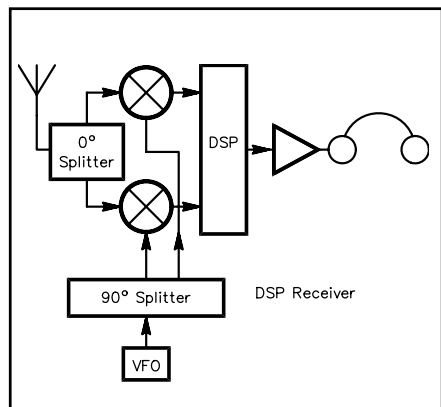 0°
Splitter
DSP
90° Splitter
DSP Receiver
VFO